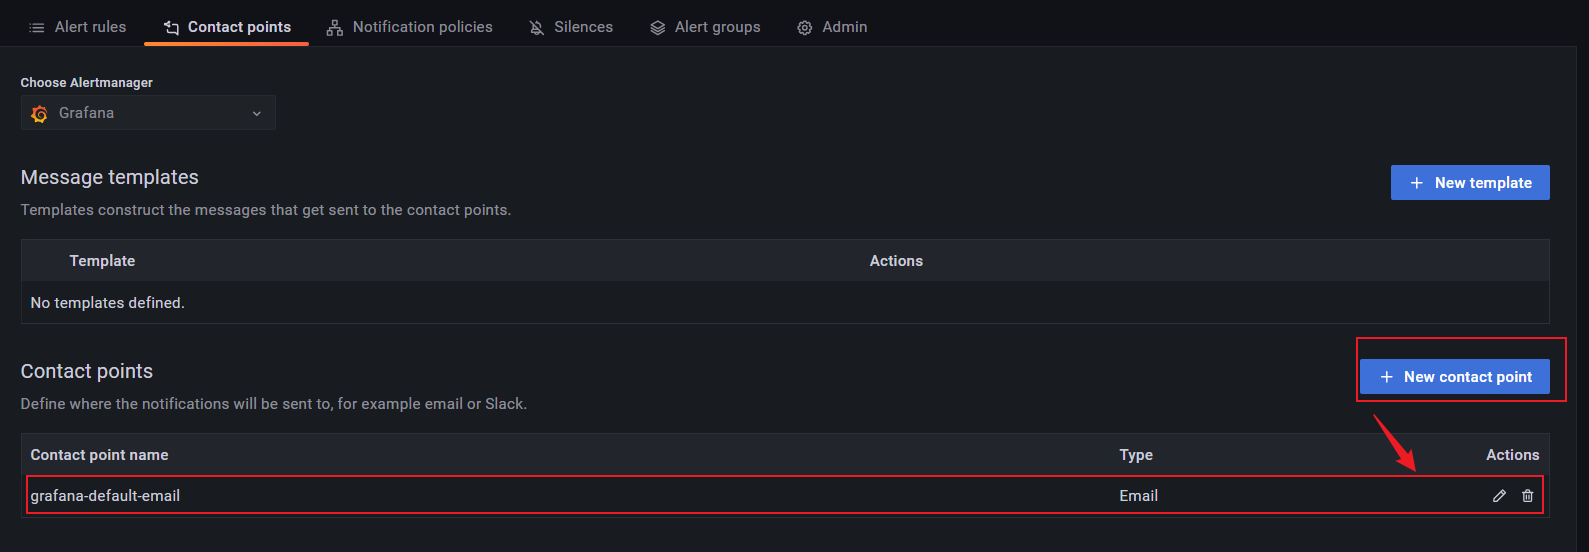 Alert rules Contact points Notification policies Silences Alert groups Admin
Choose Alertmanager
Grafana
Message templates
New template
Templates construct the messages that get sent to the contact points.
Template Actions
No templates defined.
Contact points
New contact point
Define where the notifications will be sent to, for example email or Slack.
Contact point name Type Actions
grafana-default-email Email